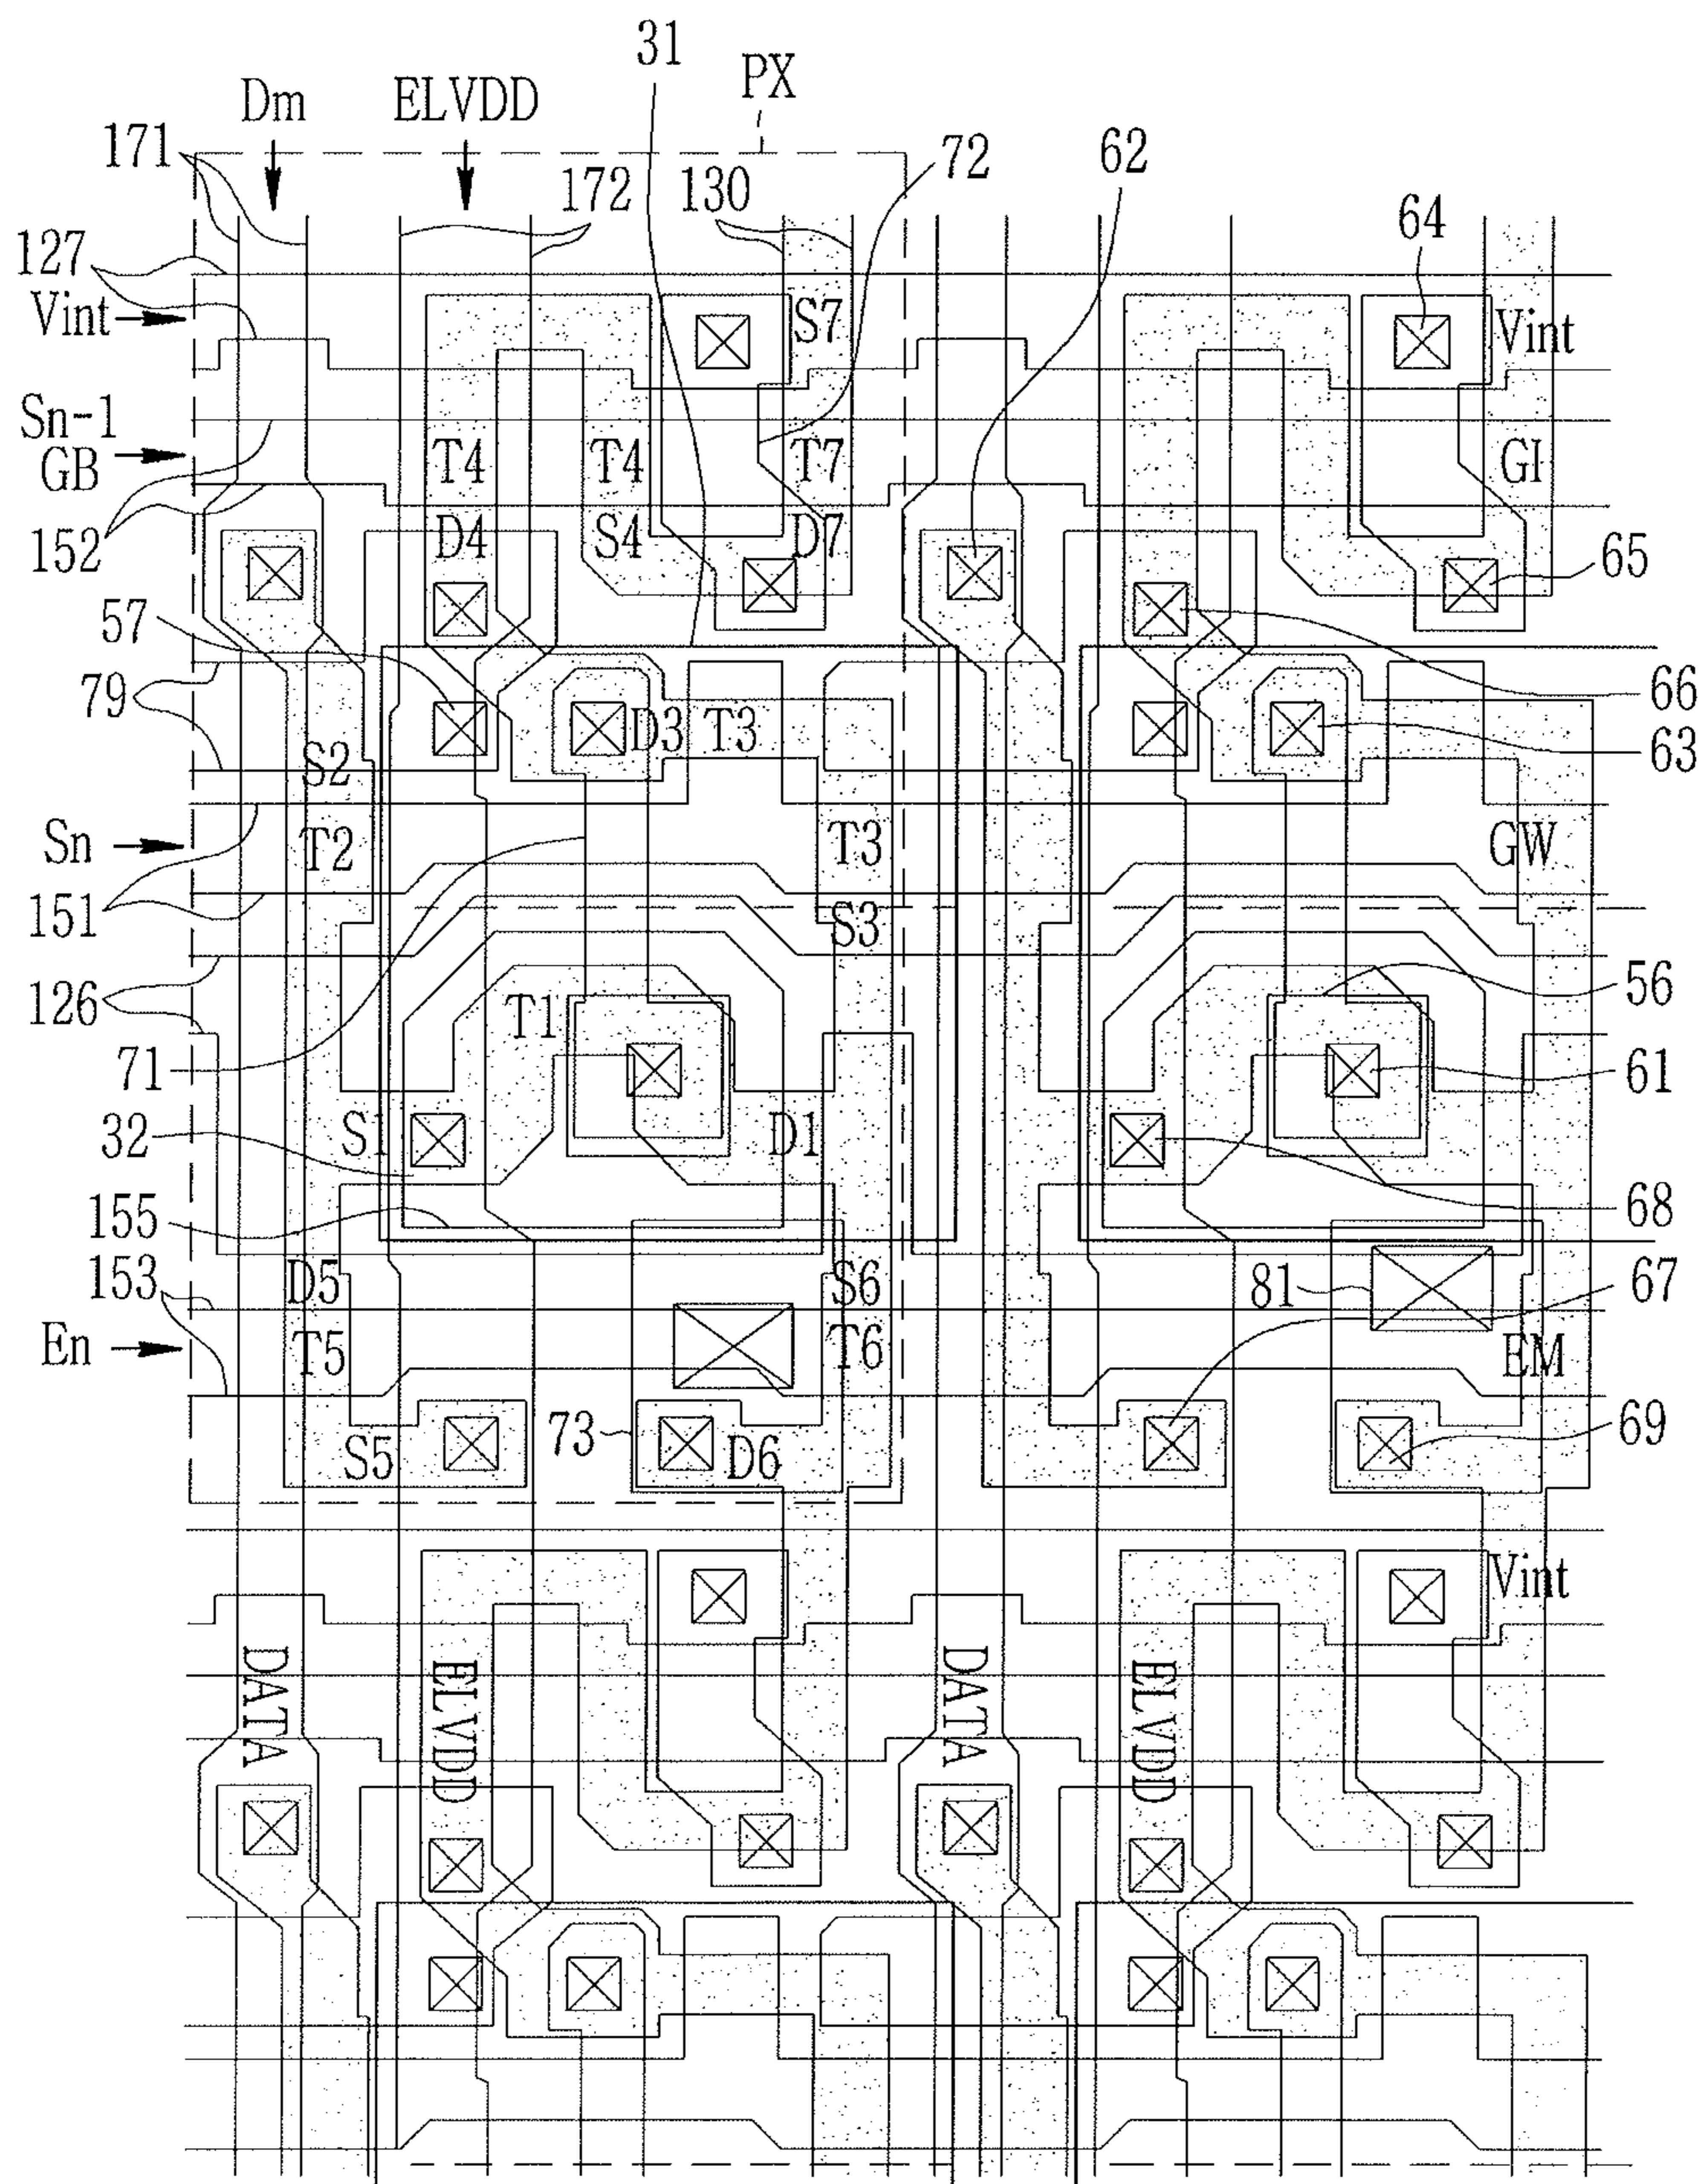 31
PX
Dm
ELVDD
171
72
62
172
130
127
Vint
64
S7
Vint
Sn-1
GB
T4
T4
T7
GI
152
D4
S4
D7
65
57
79
66
D3
T3
63
S2
Sn
T2
T3
GW
151
S3
126
56
T1
71
61
S1
D1
32
68
155
153
D5
S6
81
67
En
T5
T6
EM
73
S5
D6
69
Vint
DATA
ELVDD
DATA
ELVDD